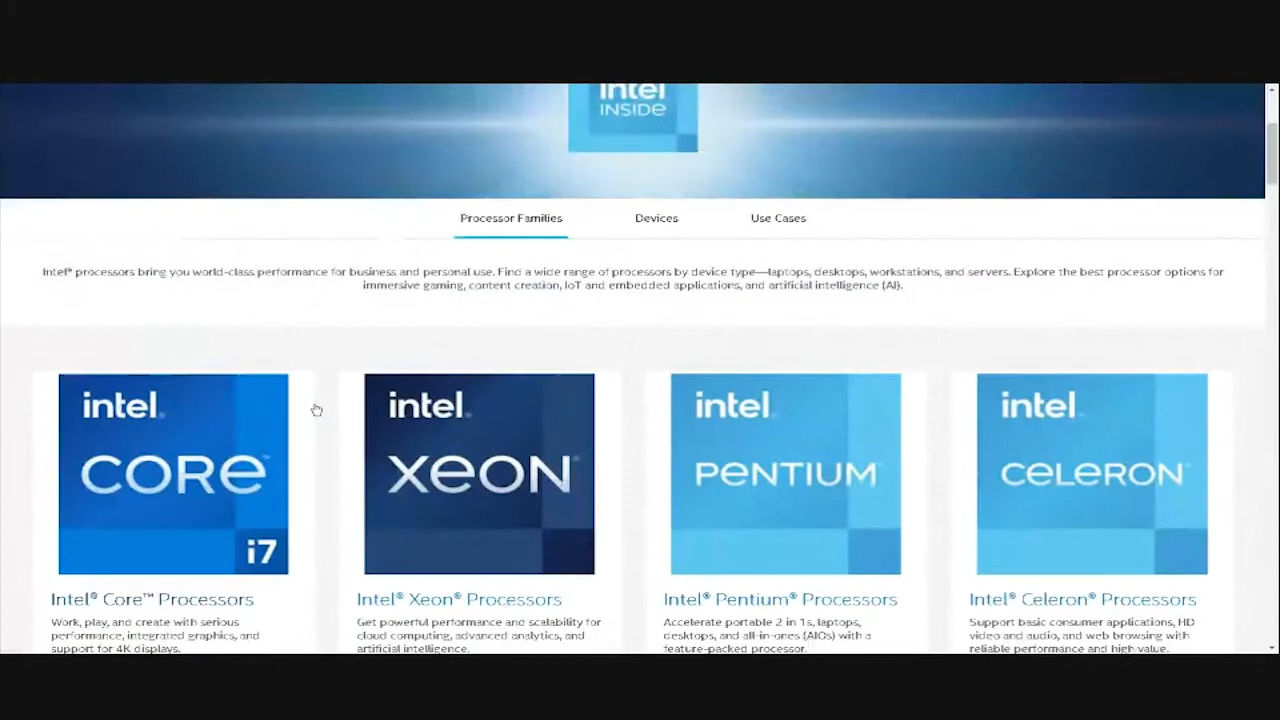 intel
INSIDE
Processor Families Devices Use Cases
Intel® processors bring you world-class performance for business and personal use. Find a wide range of processors by device type—laptops, desktops, workstations, and servers. Explore the best processor options for
immersive gaming, content creation, IoT and embedded applications, and artificial intelligence (AI).
intel.
CORE™
i7
intel.
XEON®
intel.
PENTIUM®
intel.
CELERON®
Intel® Core™ Processors
Work, play, and create with serious
performance, integrated graphics, and
support for 4K displays.
Intel® Xeon® Processors
Get powerful performance and scalability for
cloud computing, advanced analytics, and
artificial intelligence.
Intel® Pentium® Processors
Accelerate portable 2 in 1s, laptops,
desktops, and all-in-ones (AIOs) with a
feature-packed processor.
Intel® Celeron® Processors
Support basic consumer applications, HD
video and audio, and web browsing with
reliable performance and high value.